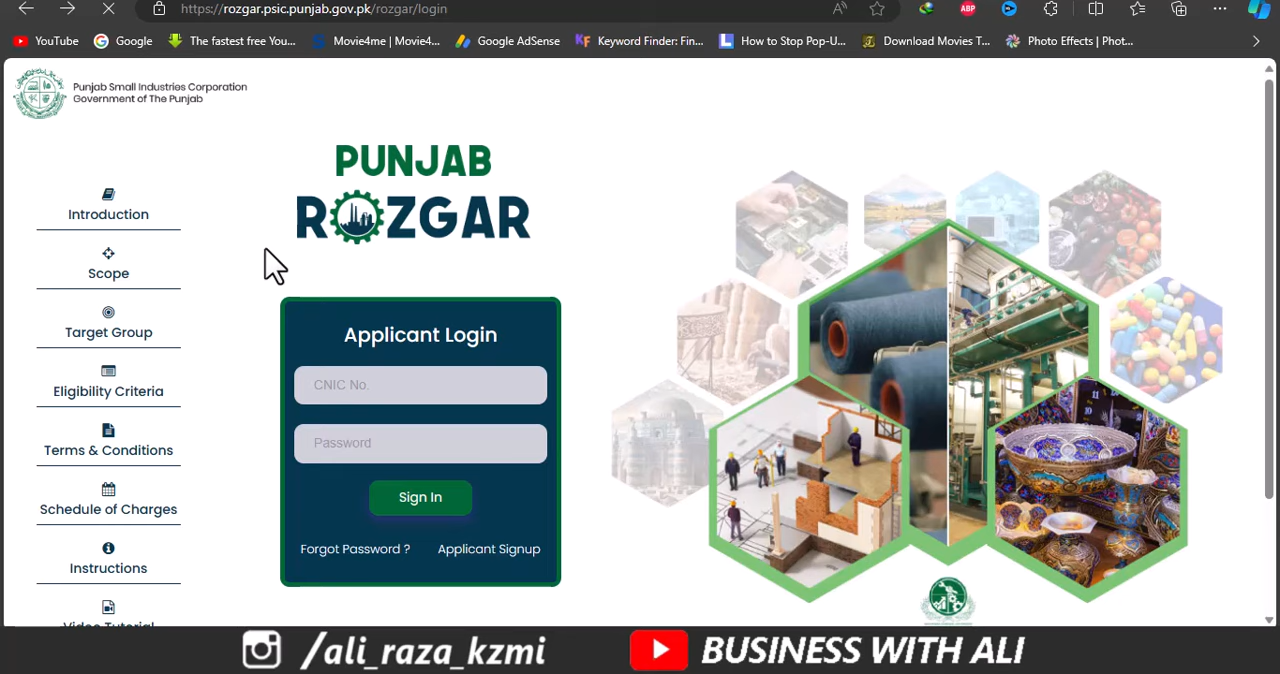 https://rozgar.psic.punjab.gov.pk/rozgar/login
YouTube
Google
The fastest free You...
Movie4me | Movie4...
Google AdSense
Keyword Finder: Fin...
How to Stop Pop-U...
Download Movies T...
Photo Effects | Phot...
Punjab Small Industries Corporation
Government of The Punjab
PUNJAB
ROZGAR
Introduction
Scope
Target Group
Eligibility Criteria
Terms & Conditions
Schedule of Charges
Instructions
Video Tutorial
Applicant Login
CNIC No.
Password
Sign In
Forgot Password ?
Applicant Signup
/ali_raza_kzmi
BUSINESS WITH ALI